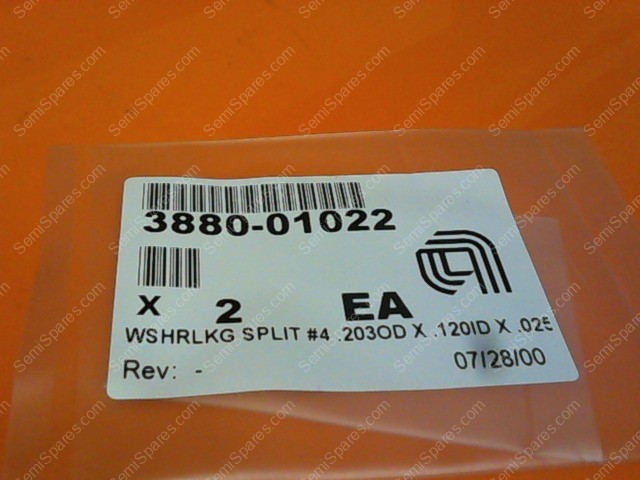 3880-01022
X 2 EA
WSHRLKG SPLIT #4 .203OD X .120ID X .025
Rev: -
07/28/00
SemiSpares.com